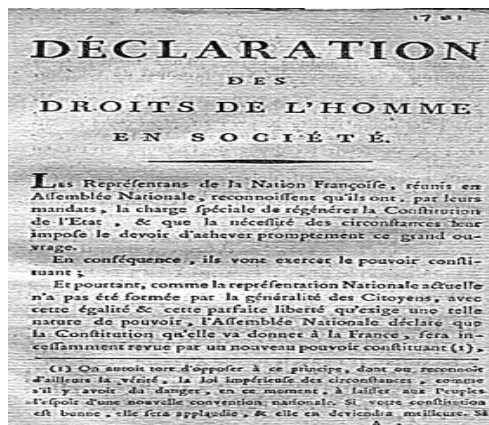 DÉCLARATION
DES
DROITS DE L'HOMME
EN SOCIÉTÉ.
LES Repréſentans de la Nation Françoiſe, réunis en
Aſſemblée Nationale, reconnoiſſent qu'ils ont, par leurs
mandats, la charge ſpéciale de régénérer la Conſtitution
de l'Etat, & que la néceſſité des circonſtances leur
impoſe le devoir d'achever promptement ce grand ou-
vrage.
En conſéquence, ils vont exercer le pouvoir conſti-
tuant;
Et pourtant, comme la repréſentation Nationale actuelle
n'a pas été formée par la généralité des Citoyens, avec
cette égalité & cette parfaite liberté qu'exige une telle
nature de pouvoir, l'Aſſemblée Nationale déclare que
la Conſtitution qu'elle va donner à la France, ſera in-
ceſſamment revue par un nouveau pouvoir conſtituant (1).
(1) On auroit tort d'oppoſer à ce principe, dont on reconnoît
d'ailleurs la vérité, la loi impérieuſe des circonſtances, comme
s'il y avoit du danger, en ce moment, à laiſſer aux Peuples
l'eſpoir d'une nouvelle convention nationale. Si votre conſtitution
eſt bonne, elle ſera applaudie, & elle en deviendra meilleure. Si